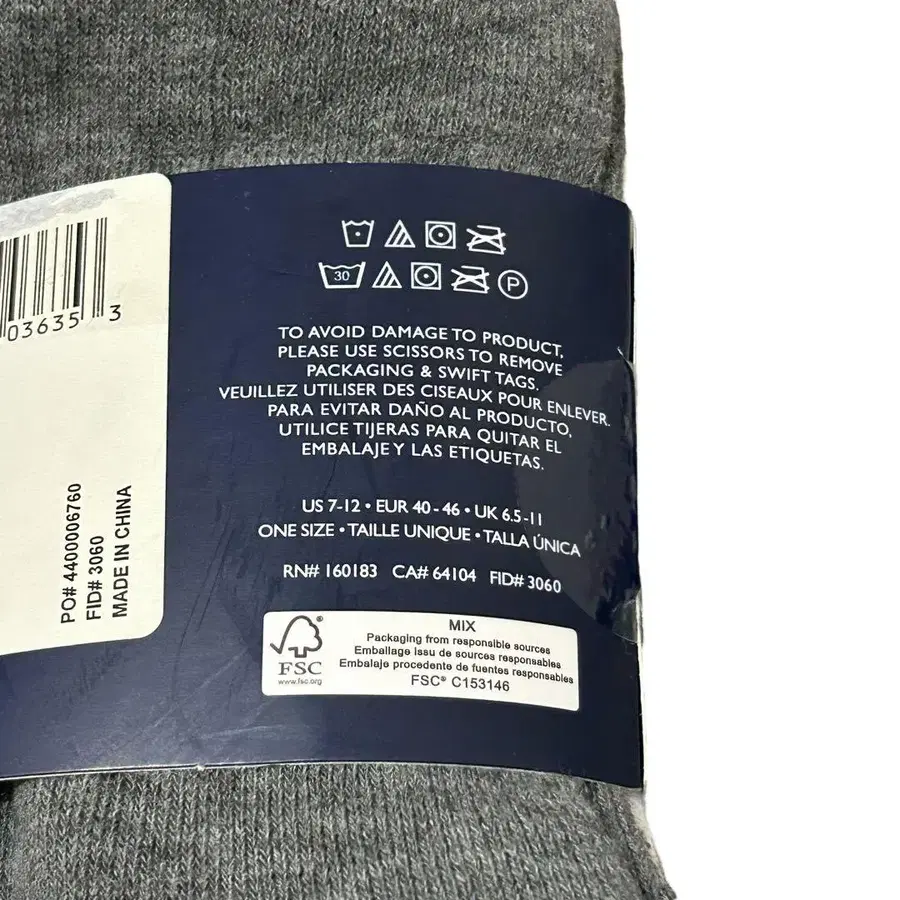 03635 3
PO# 4400006760
FID# 3060
MADE IN CHINA
30
P
TO AVOID DAMAGE TO PRODUCT,
PLEASE USE SCISSORS TO REMOVE
PACKAGING & SWIFT TAGS.
VEUILLEZ UTILISER DES CISEAUX POUR ENLEVER.
PARA EVITAR DAÑO AL PRODUCTO,
UTILICE TIJERAS PARA QUITAR EL
EMBALAJE Y LAS ETIQUETAS.
US 7-12 • EUR 40 - 46 • UK 6.5 -11
ONE SIZE • TAILLE UNIQUE • TALLA ÚNICA
RN# 160183 CA# 64104 FID# 3060
FSC
www.fsc.org
MIX
Packaging from responsible sources
Emballage issu de sources responsables
Embalaje procedente de fuentes responsables
FSC® C153146